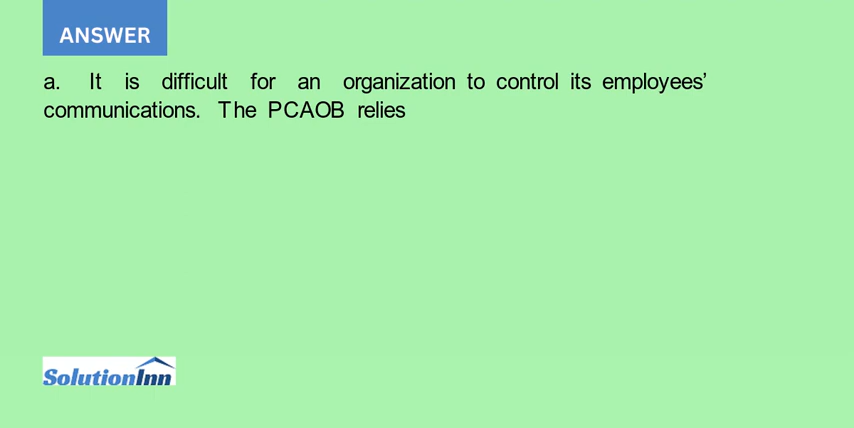 ANSWER
a. It is difficult for an organization to control its employees’
communications. The PCAOB relies
SolutionInn